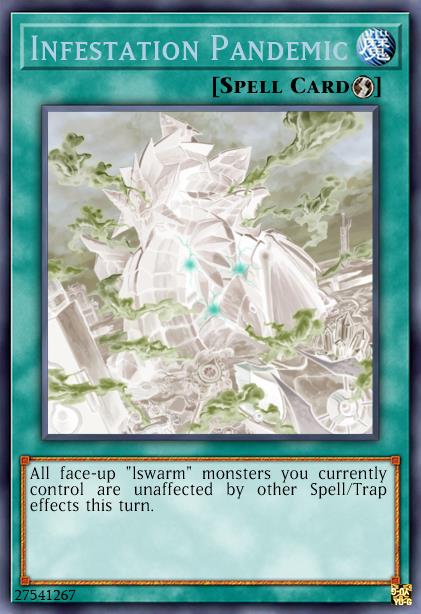 Infestation Pandemic 魔
[Spell Card]
All face-up "lswarm" monsters you currently
control are unaffected by other Spell/Trap
effects this turn.
27541267